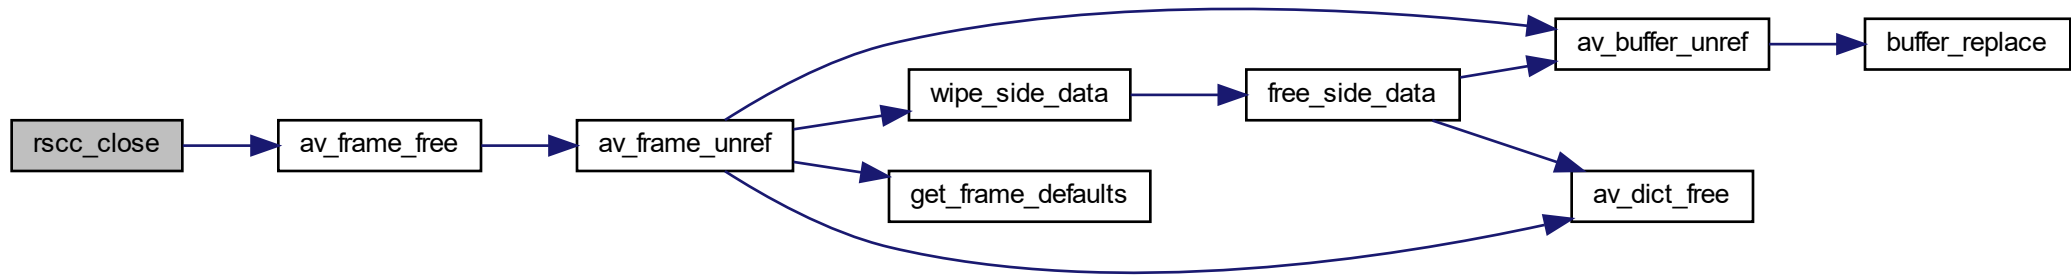 rscc_close
av_frame_free
av_frame_unref
wipe_side_data
get_frame_defaults
free_side_data
av_buffer_unref
av_dict_free
buffer_replace